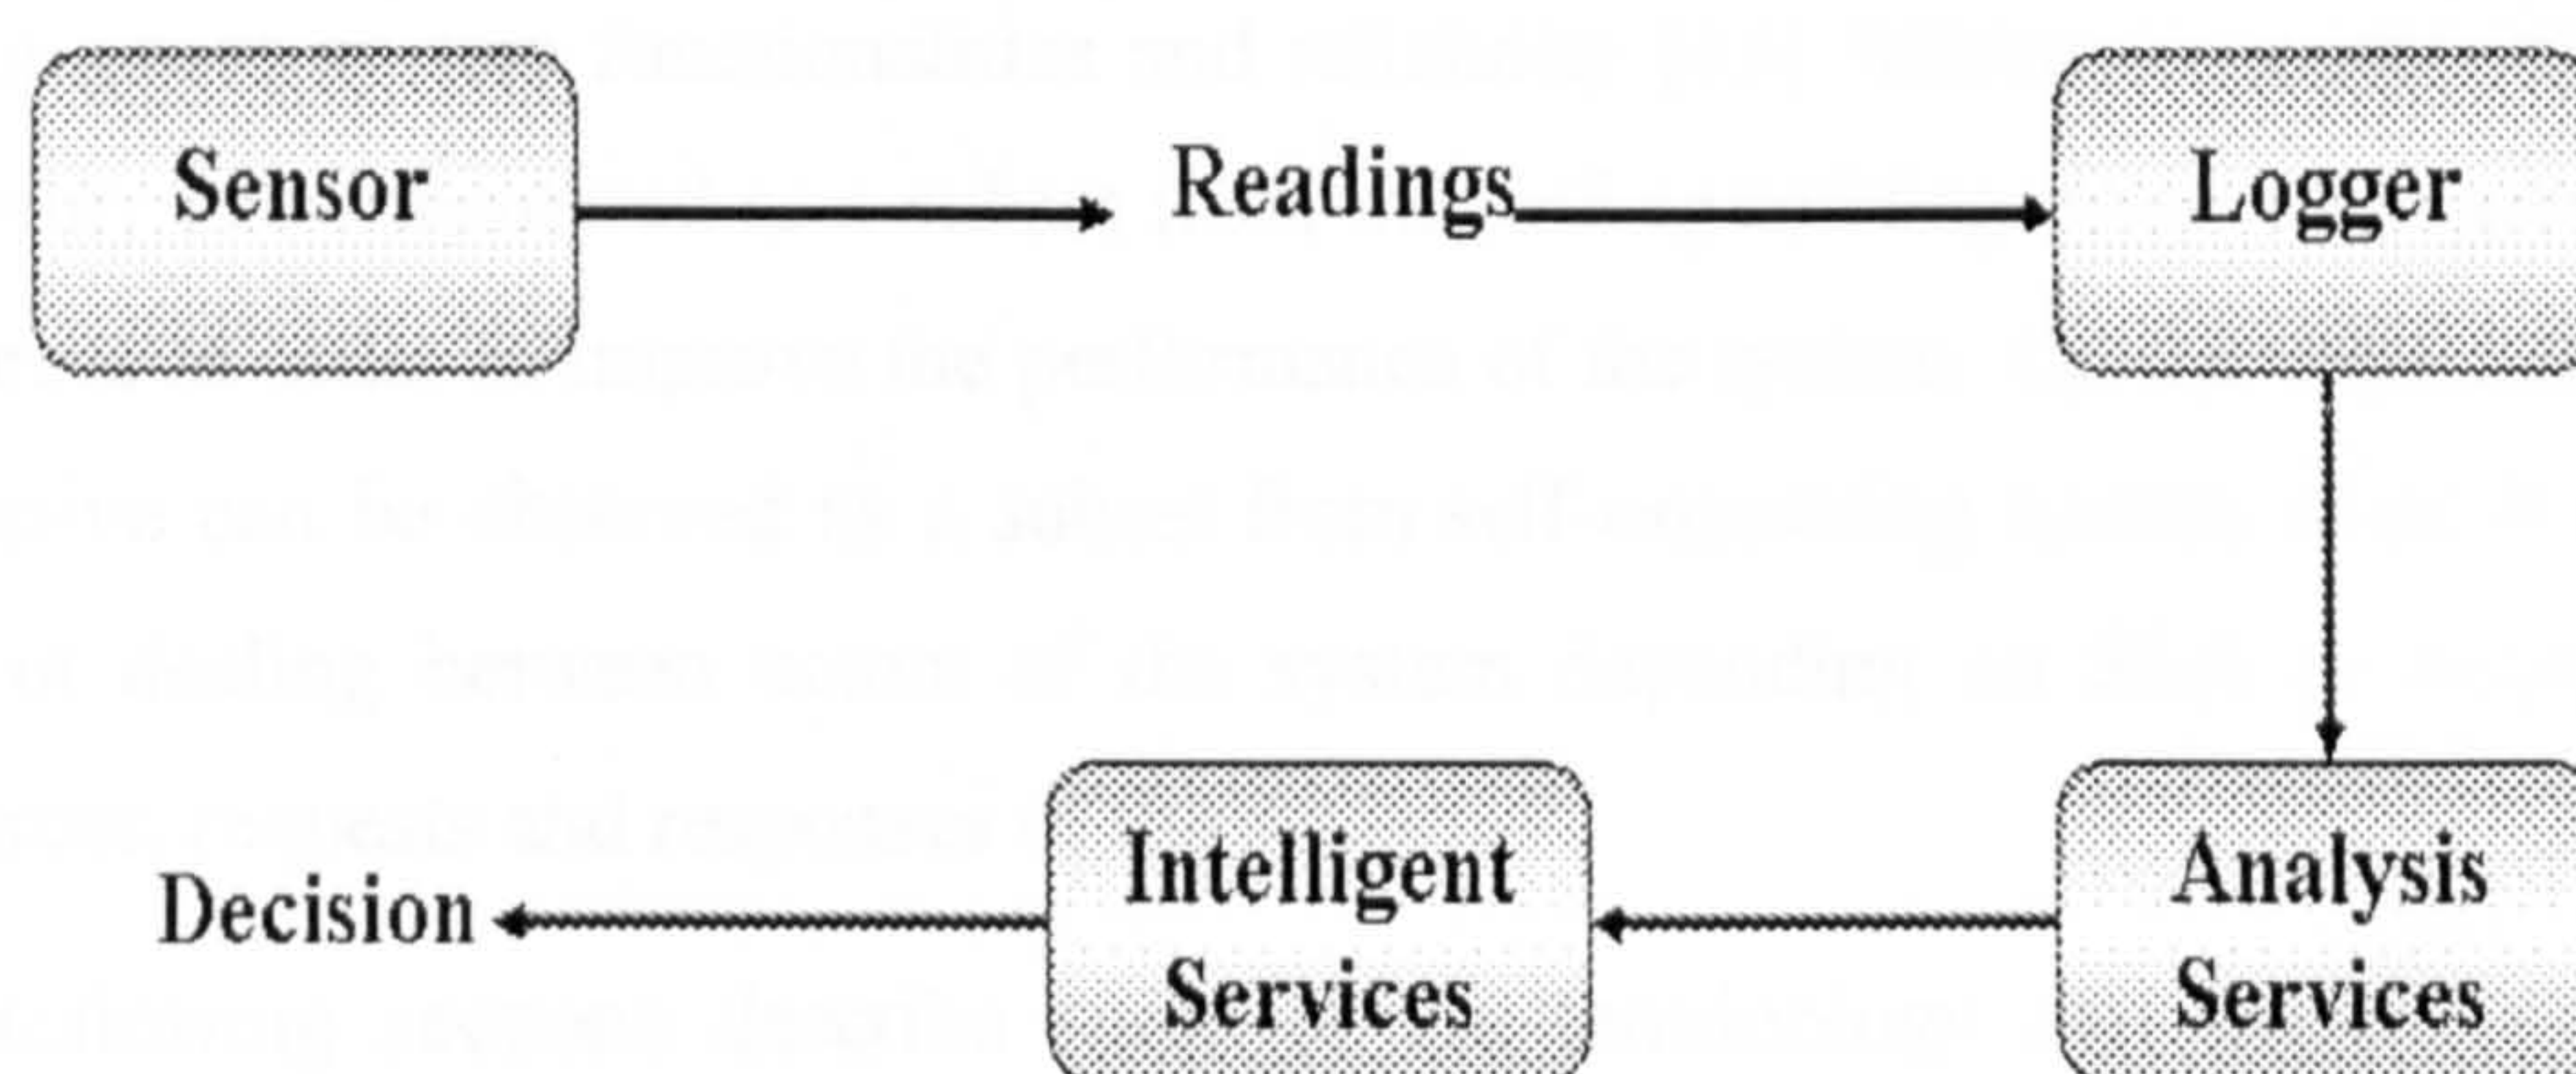 Sensor
Readings
Logger
Analysis
Services
Intelligent
Services
Decision